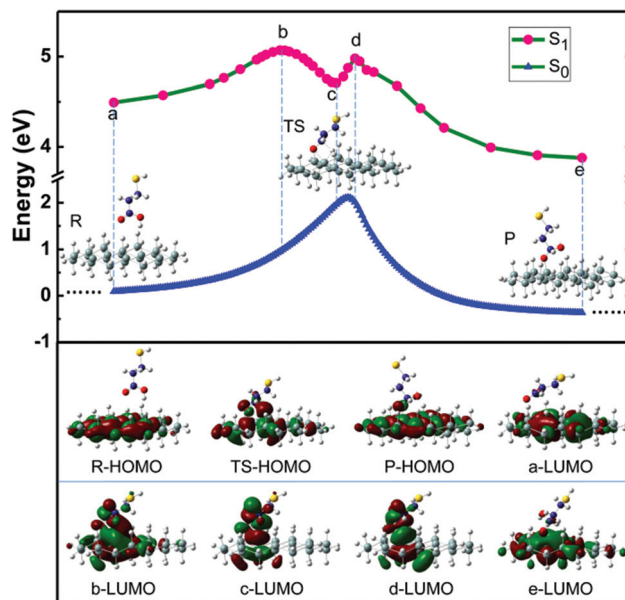 b
d
S1
S0
5
a
c
Energy (eV)
4
TS
e
2
R
P
1
0
-1
R-HOMO
TS-HOMO
P-HOMO
a-LUMO
b-LUMO
c-LUMO
d-LUMO
e-LUMO